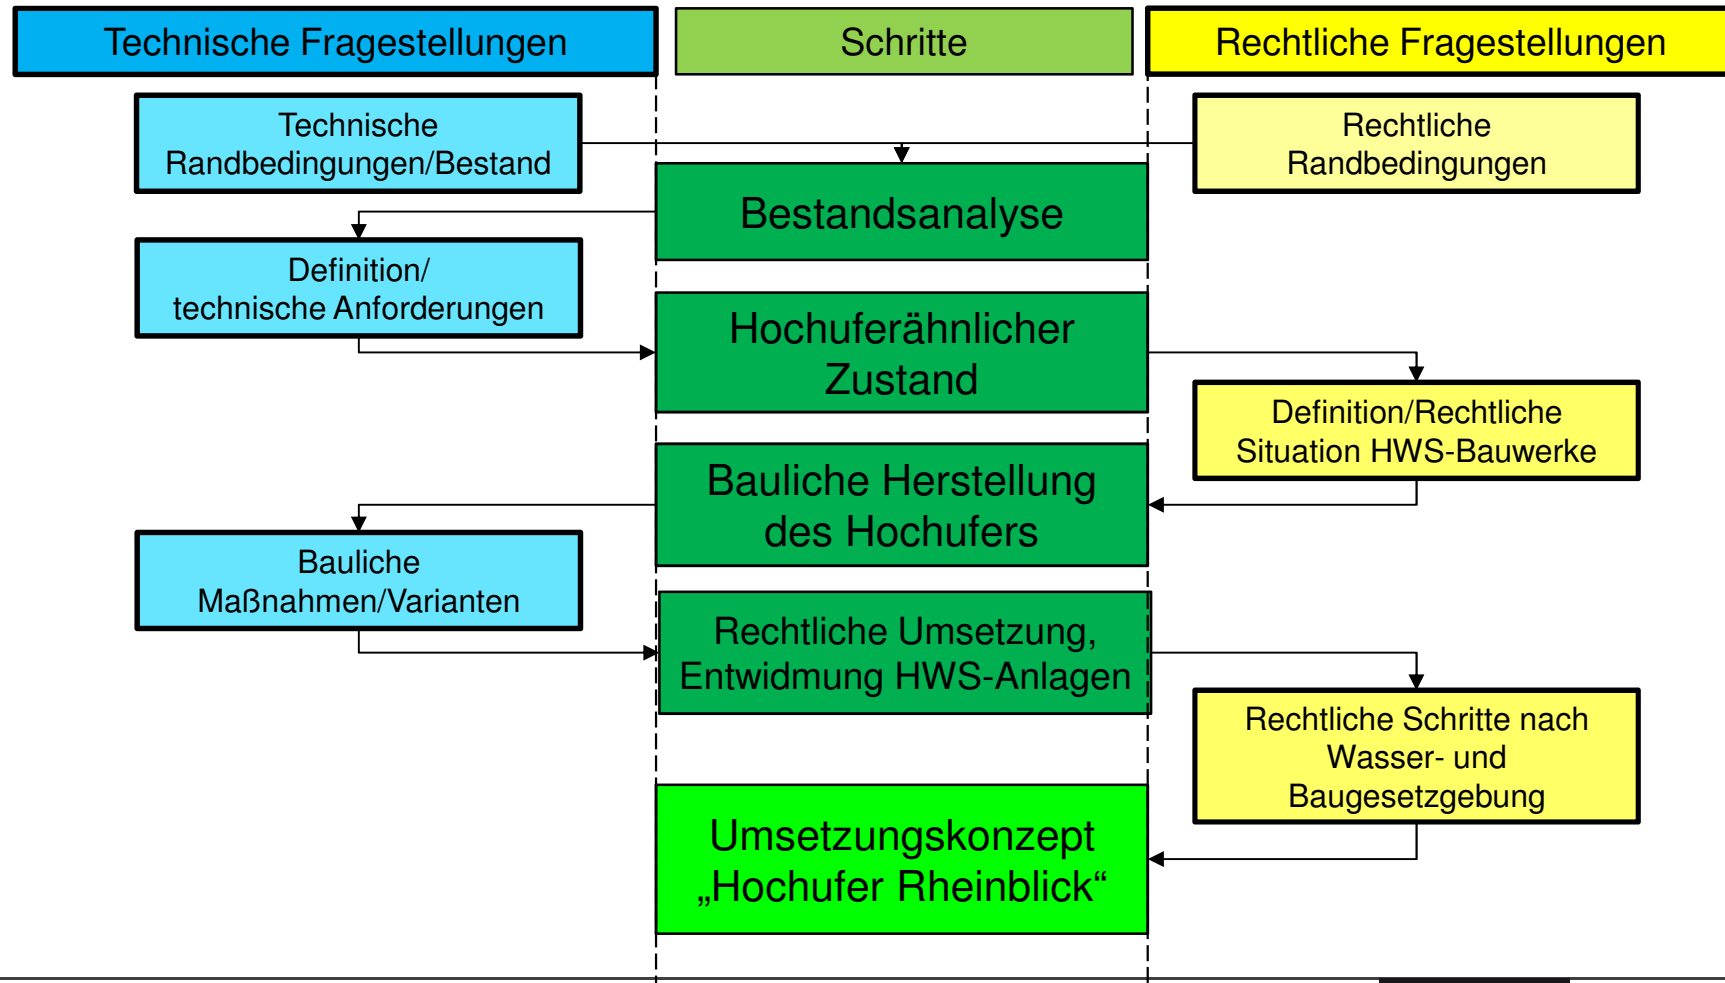 Technische Fragestellungen
Schritte
Rechtliche Fragestellungen
Technische
Randbedingungen/Bestand
Rechtliche
Randbedingungen
Bestandsanalyse
Definition/
technische Anforderungen
Hochuferähnlicher
Zustand
Definition/Rechtliche
Situation HWS-Bauwerke
Bauliche Herstellung
des Hochufers
Bauliche
Maßnahmen/Varianten
Rechtliche Umsetzung,
Entwidmung HWS-Anlagen
Rechtliche Schritte nach
Wasser- und
Baugesetzgebung
Umsetzungskonzept
„Hochufer Rheinblick“